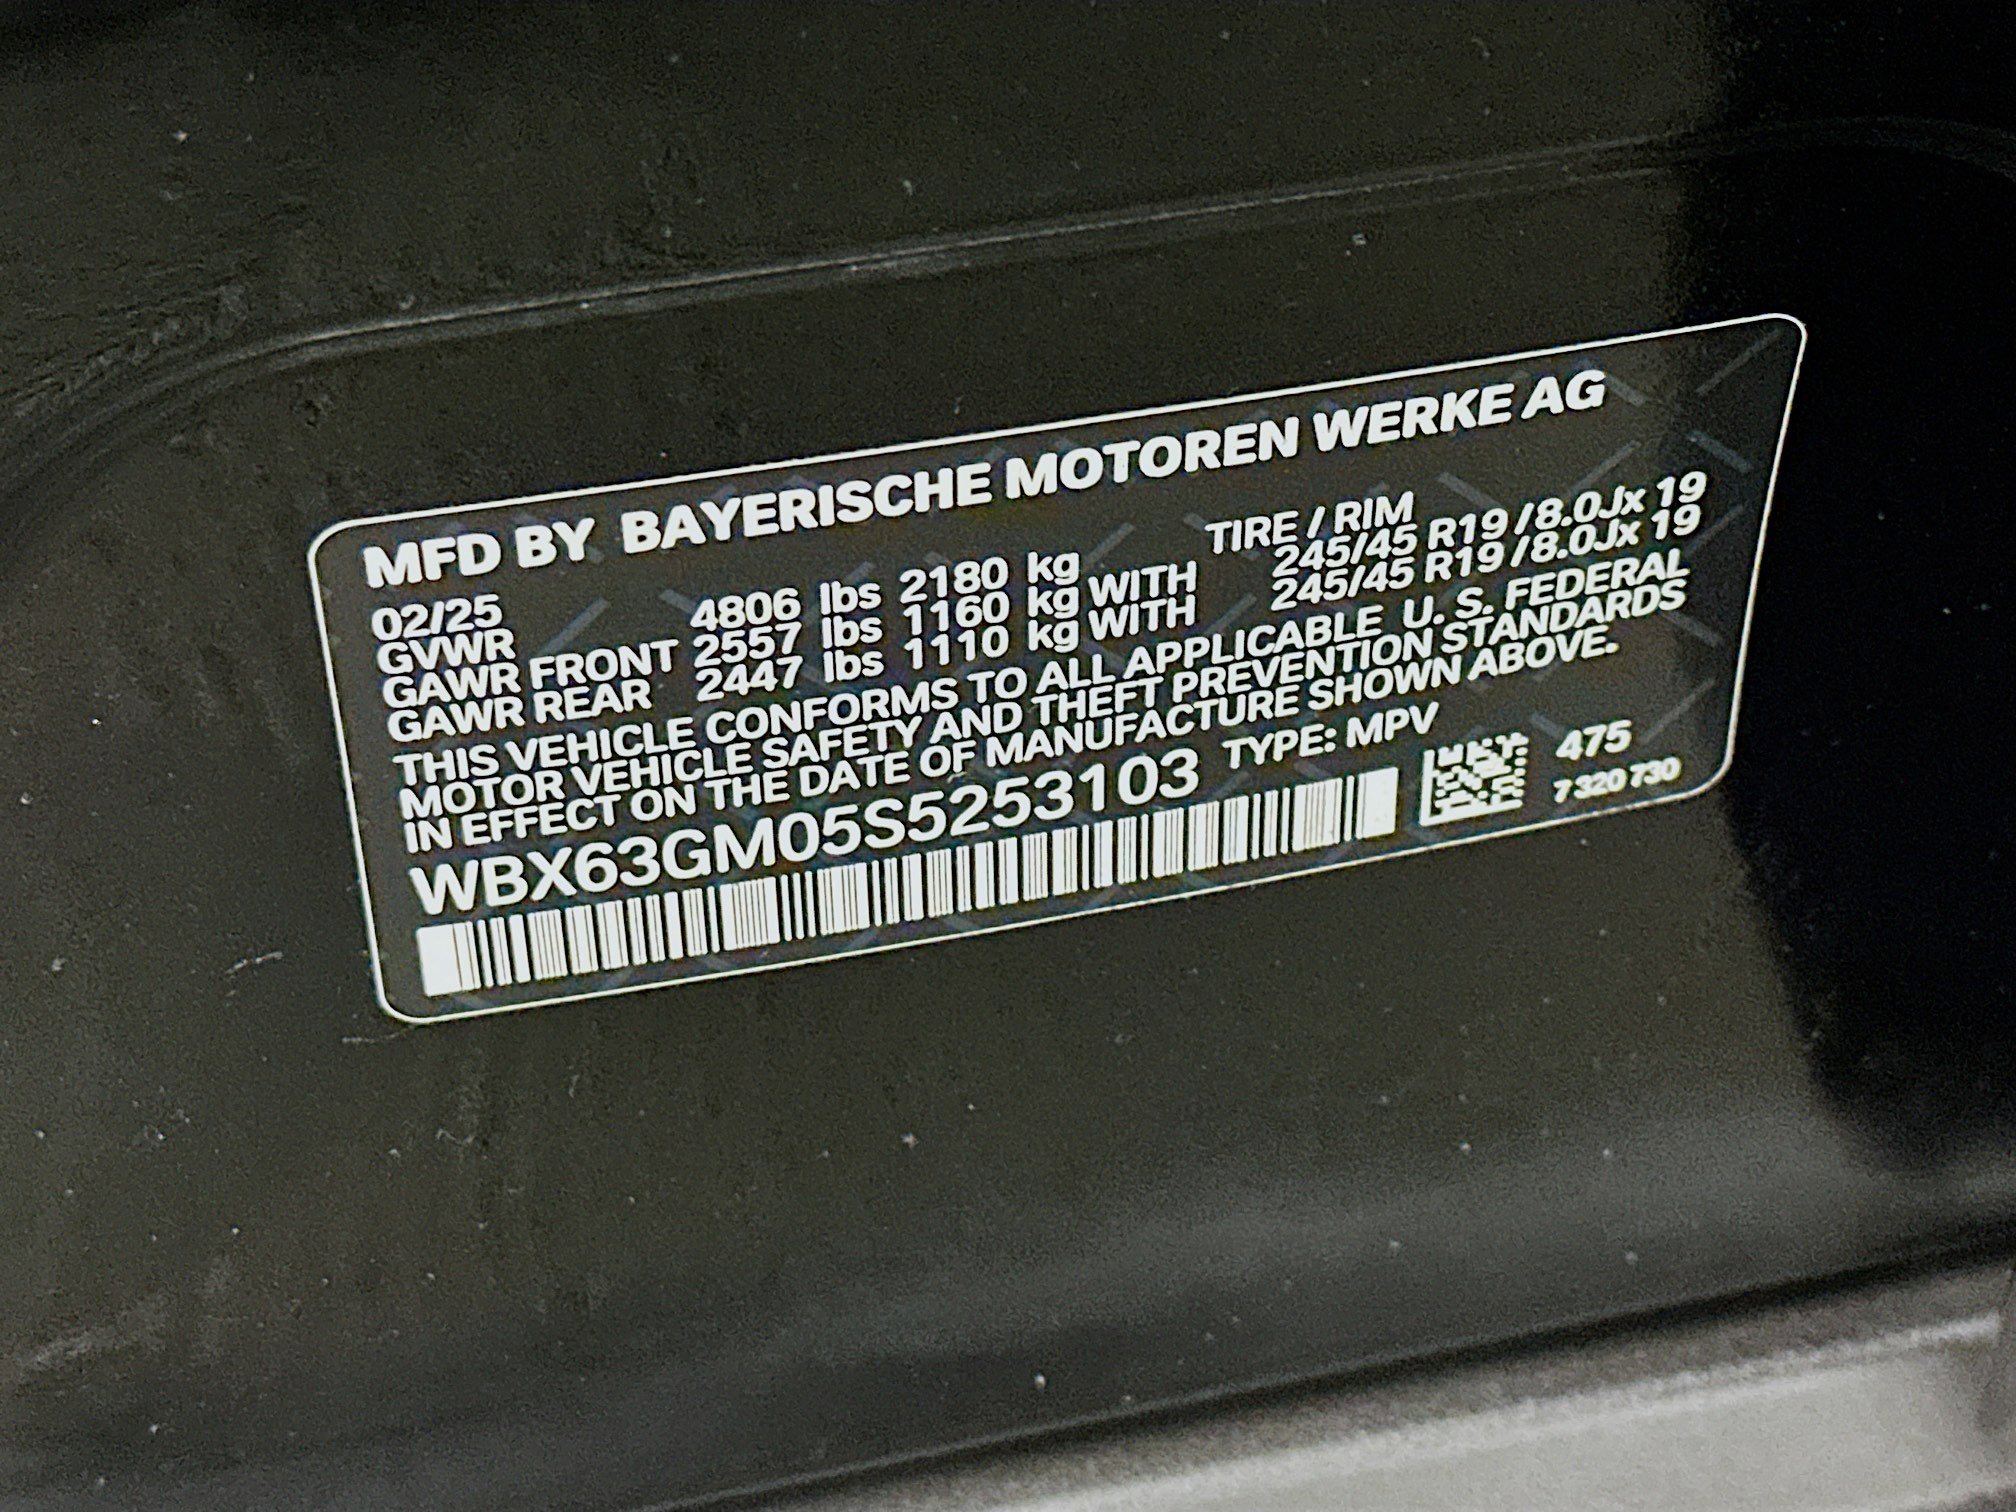 MFD BY BAYERISCHE MOTOREN WERKE AG
02/25 TIRE / RIM
GVWR 4806 lbs 2180 kg
GAWR FRONT 2557 lbs 1160 kg WITH 245/45 R19 / 8.0Jx 19
GAWR REAR 2447 lbs 1110 kg WITH 245/45 R19 / 8.0Jx 19
THIS VEHICLE CONFORMS TO ALL APPLICABLE U. S. FEDERAL
MOTOR VEHICLE SAFETY AND THEFT PREVENTION STANDARDS
IN EFFECT ON THE DATE OF MANUFACTURE SHOWN ABOVE.
WBX63GM05S5253103 TYPE: MPV
475
7 320 730